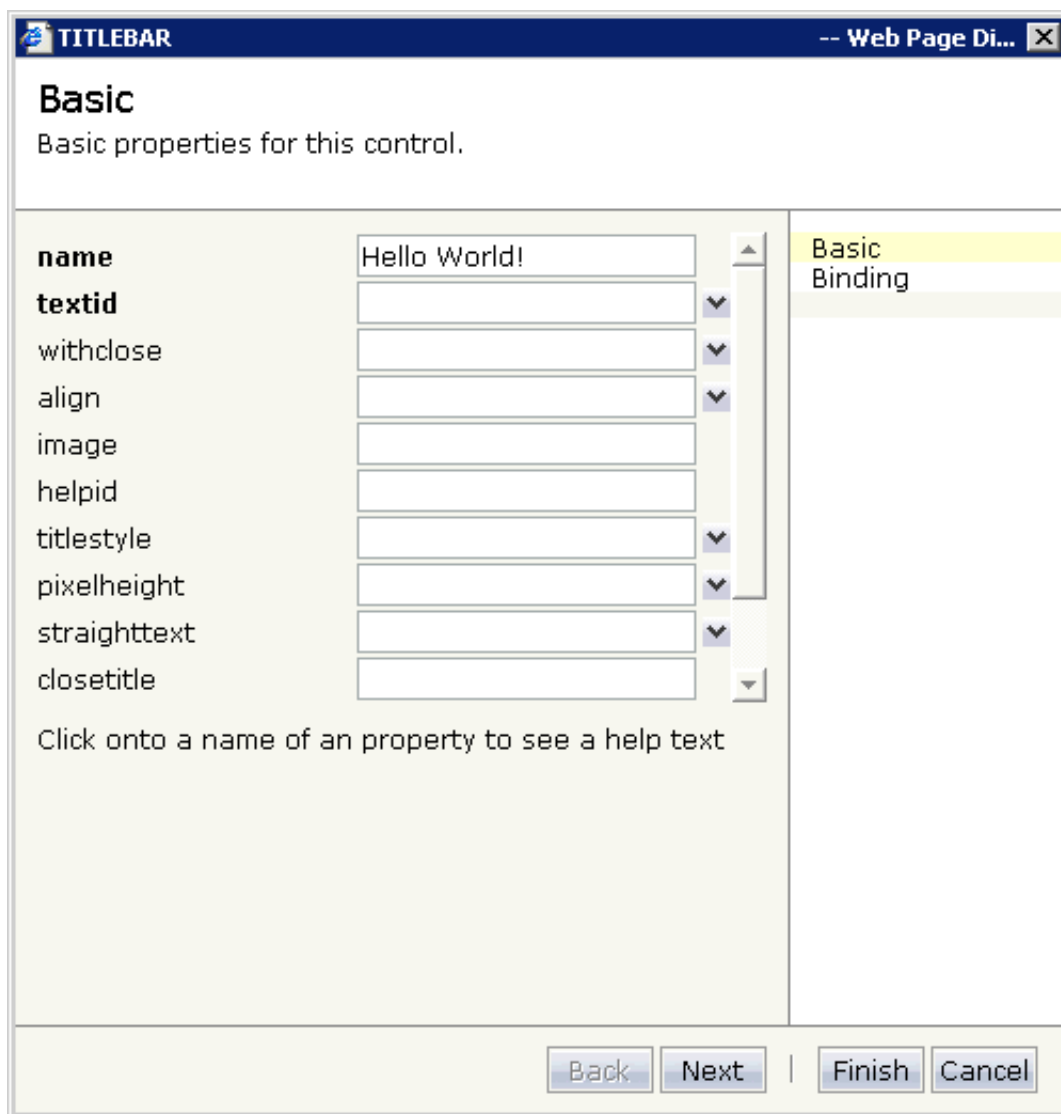 TITLEBAR -- Web Page Di...
Basic
Basic properties for this control.
name Hello World!
textid
withclose
align
image
helpid
titlestyle
pixelheight
straighttext
closetitle
Click onto a name of an property to see a help text
Basic
Binding
Back Next | Finish Cancel